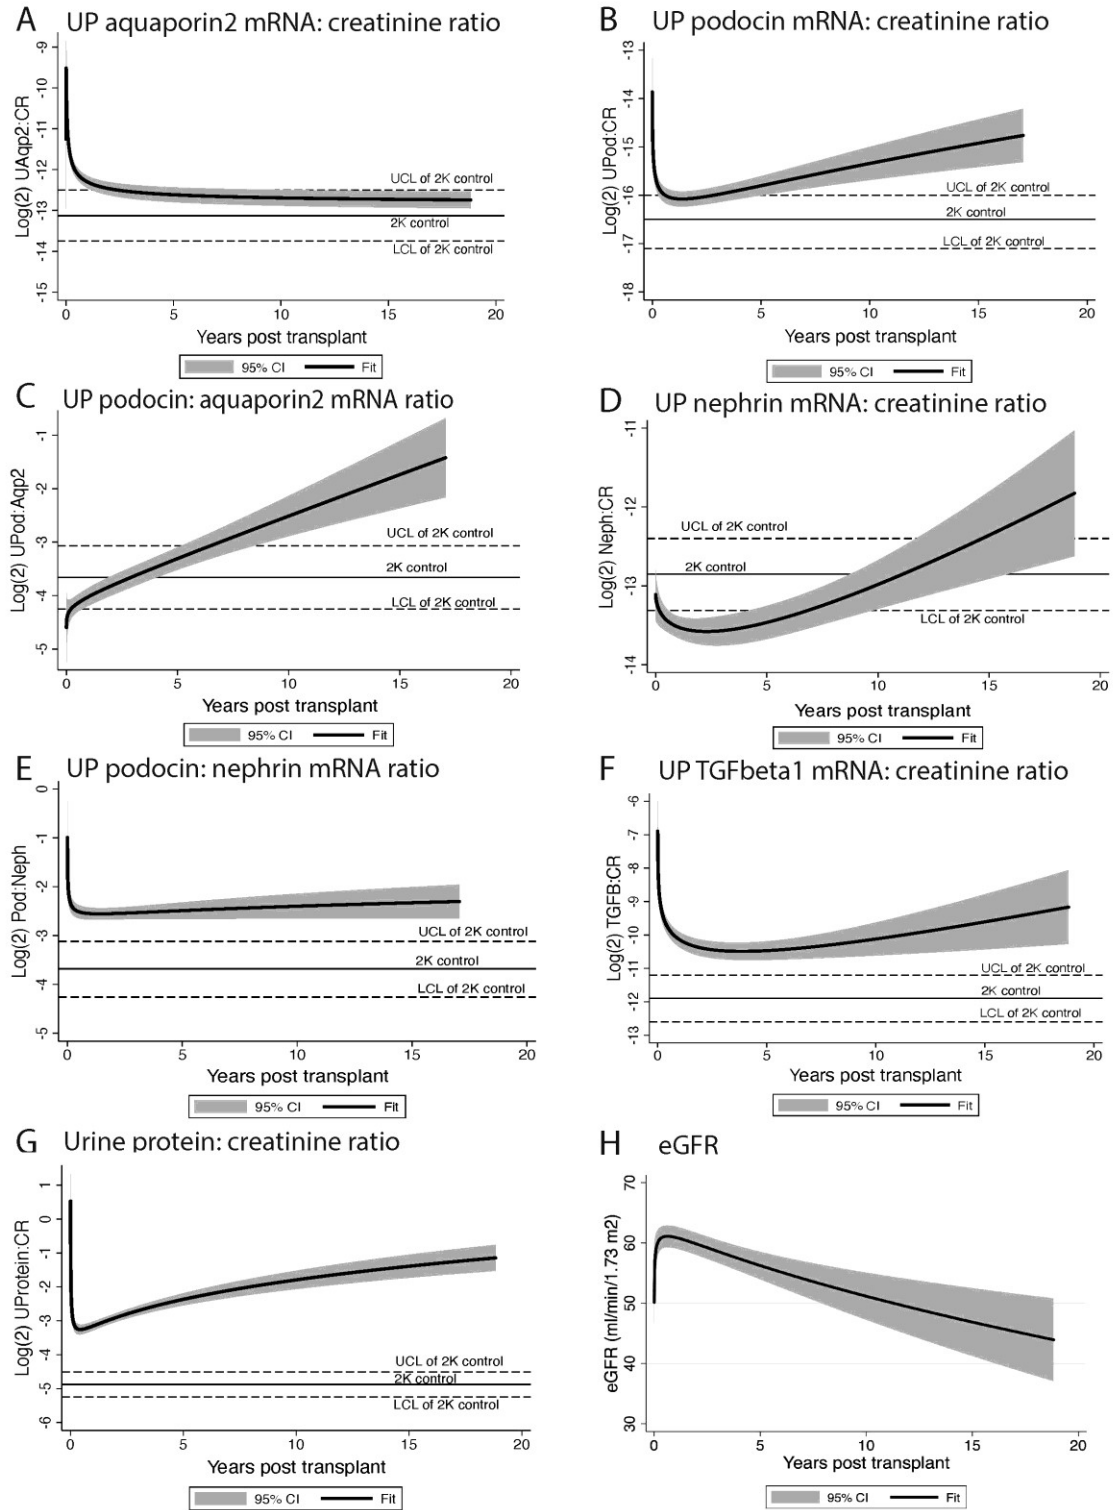 A UP aquaporin2 mRNA: creatinine ratio
Log(2) UAqp2:CR
-9
-10
-11
-12
-13
-14
-15
UCL of 2K control
2K control
LCL of 2K control
0 5 10 15 20
Years post transplant
95% CI Fit
B UP podocin mRNA: creatinine ratio
Log(2) UPod:CR
-13
-14
-15
-16
-17
-18
UCL of 2K control
2K control
LCL of 2K control
0 5 10 15 20
Years post transplant
95% CI Fit
C UP podocin: aquaporin2 mRNA ratio
Log(2) UPod:Aqp2
-1
-2
-3
-4
-5
UCL of 2K control
2K control
LCL of 2K control
0 5 10 15 20
Years post transplant
95% CI Fit
D UP nephrin mRNA: creatinine ratio
Log(2) Neph:CR
-11
-12
-13
-14
UCL of 2K control
2K control
LCL of 2K control
0 5 10 15 20
Years post transplant
95% CI Fit
E UP podocin: nephrin mRNA ratio
Log(2) Pod:Neph
0
-1
-2
-3
-4
-5
UCL of 2K control
2K control
LCL of 2K control
0 5 10 15 20
Years post transplant
95% CI Fit
F UP TGFbeta1 mRNA: creatinine ratio
Log(2) TGFB:CR
-6
-7
-8
-9
-10
-11
-12
-13
UCL of 2K control
2K control
LCL of 2K control
0 5 10 15 20
Years post transplant
95% CI Fit
G Urine protein: creatinine ratio
Log(2) UProtein:CR
1
0
-1
-2
-3
-4
-5
-6
UCL of 2K control
2K control
LCL of 2K control
0 5 10 15 20
Years post transplant
95% CI Fit
H eGFR
eGFR (ml/min/1.73 m2)
70
60
50
40
30
0 5 10 15 20
Years post transplant
95% CI Fit